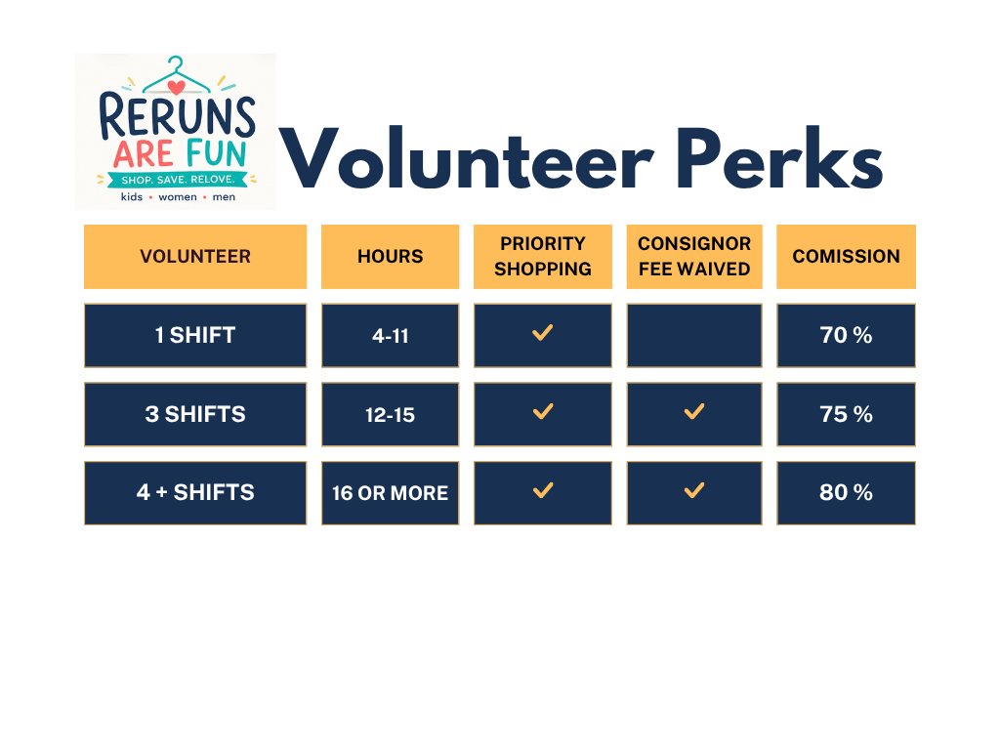 RERUNS
ARE FUN
SHOP. SAVE. RELOVE.
kids • women • men
Volunteer Perks
VOLUNTEER
HOURS
PRIORITY
SHOPPING
CONSIGNOR
FEE WAIVED
COMISSION
1 SHIFT
4-11
70 %
3 SHIFTS
12-15
75 %
4 + SHIFTS
16 OR MORE
80 %